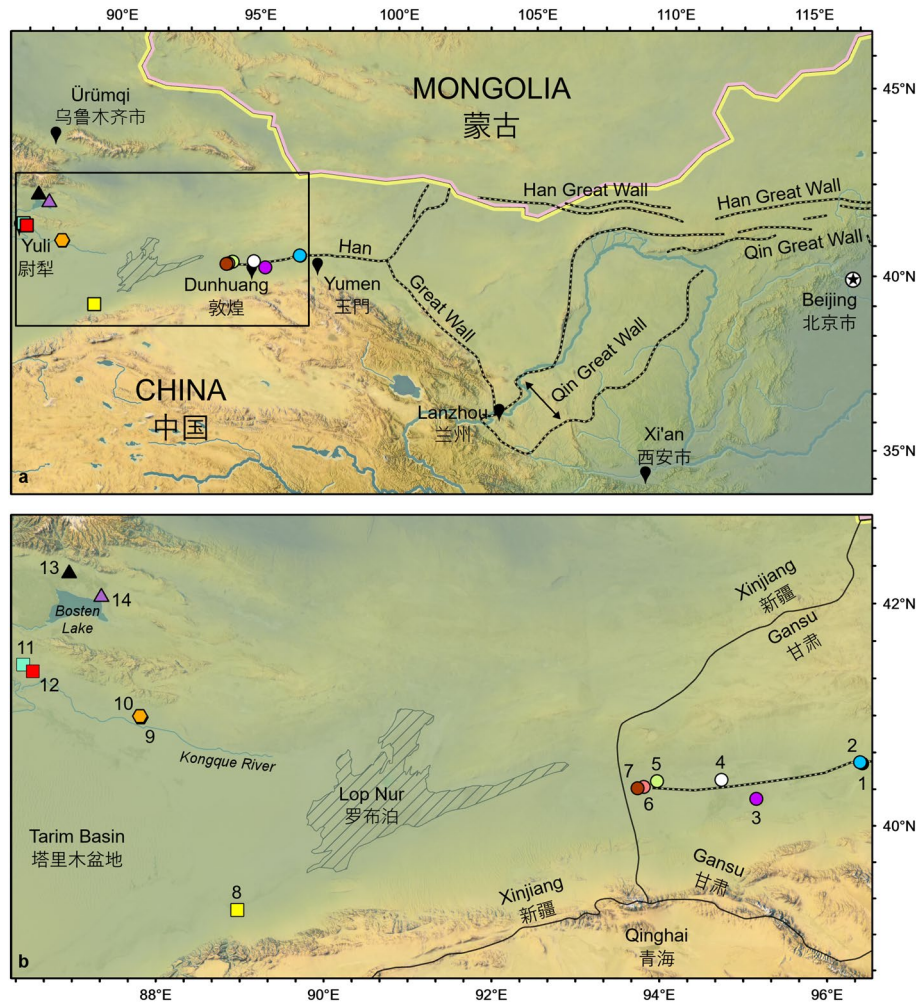 90°E 95°E 100°E 105°E 110°E 115°E
MONGOLIA
蒙古
45°N
Ürümqi
乌鲁木齐市
Han Great Wall
Han Great Wall
Qin Great Wall
Yuli
尉犁
Han
Dunhuang
敦煌
Yumen
玉門
40°N
Beijing
北京市
Great Wall
Qin Great Wall
CHINA
中国
Lanzhou
兰州
Xi'an
西安市
35°N
a
13
14
Bosten
Lake
Xinjiang
新疆
Gansu
甘肃
42°N
11
12
10
9
Kongque River
Lop Nur
罗布泊
7
6
5
4
3
2
1
40°N
Tarim Basin
塔里木盆地
8
Xinjiang
新疆
Gansu
甘肃
Qinghai
青海
b
88°E 90°E 92°E 94°E 96°E